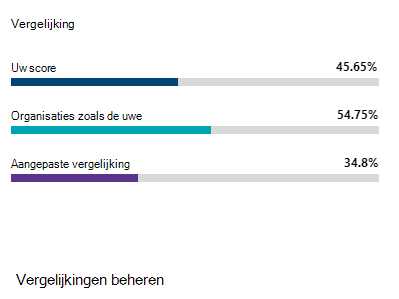 Vergelijking
Uw score 45.65%
Organisaties zoals de uwe 54.75%
Aangepaste vergelijking 34.8%
Vergelijkingen beheren